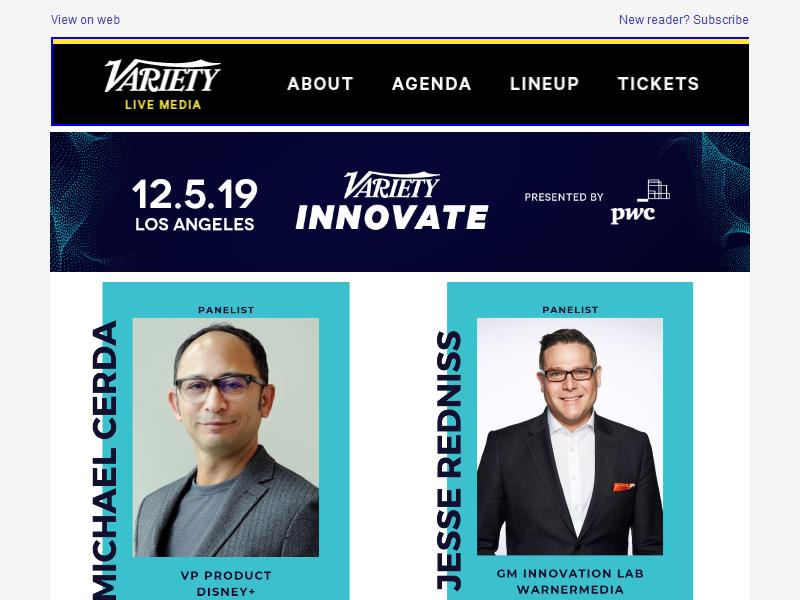 View on web
New reader? Subscribe
VARIETY
LIVE MEDIA
ABOUT
AGENDA
LINEUP
TICKETS
12.5.19
LOS ANGELES
VARIETY
INNOVATE
PRESENTED BY
pwc
PANELIST
MICHAEL CERDA
VP PRODUCT
DISNEY+
PANELIST
JESSE REDNISS
GM INNOVATION LAB
WARNERMEDIA